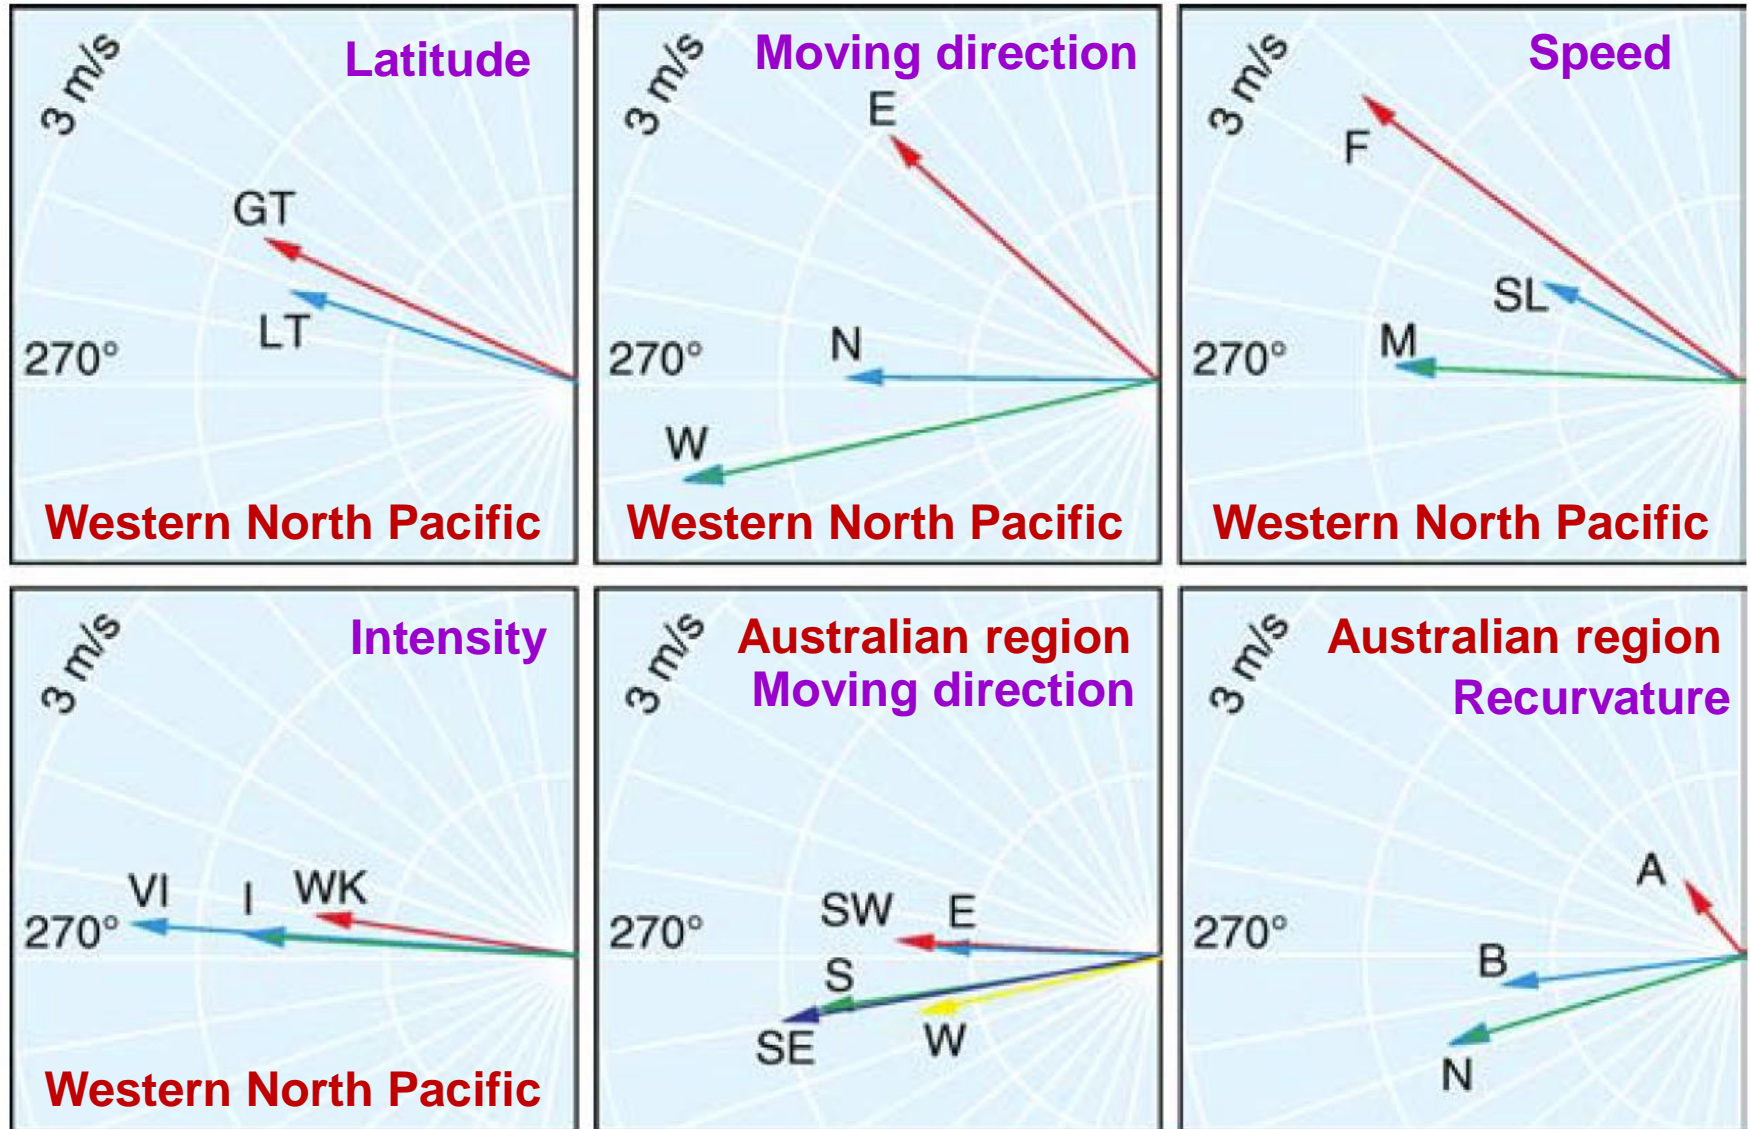 3 m/s
Latitude
GT
LT
270°
Western North Pacific
3 m/s
Moving direction
E
N
270°
W
Western North Pacific
3 m/s
Speed
F
SL
M
270°
Western North Pacific
3 m/s
Intensity
VI
I
WK
270°
Western North Pacific
3 m/s
Australian region
Moving direction
SW
E
270°
S
SE
W
3 m/s
Australian region
Recurvature
A
270°
B
N